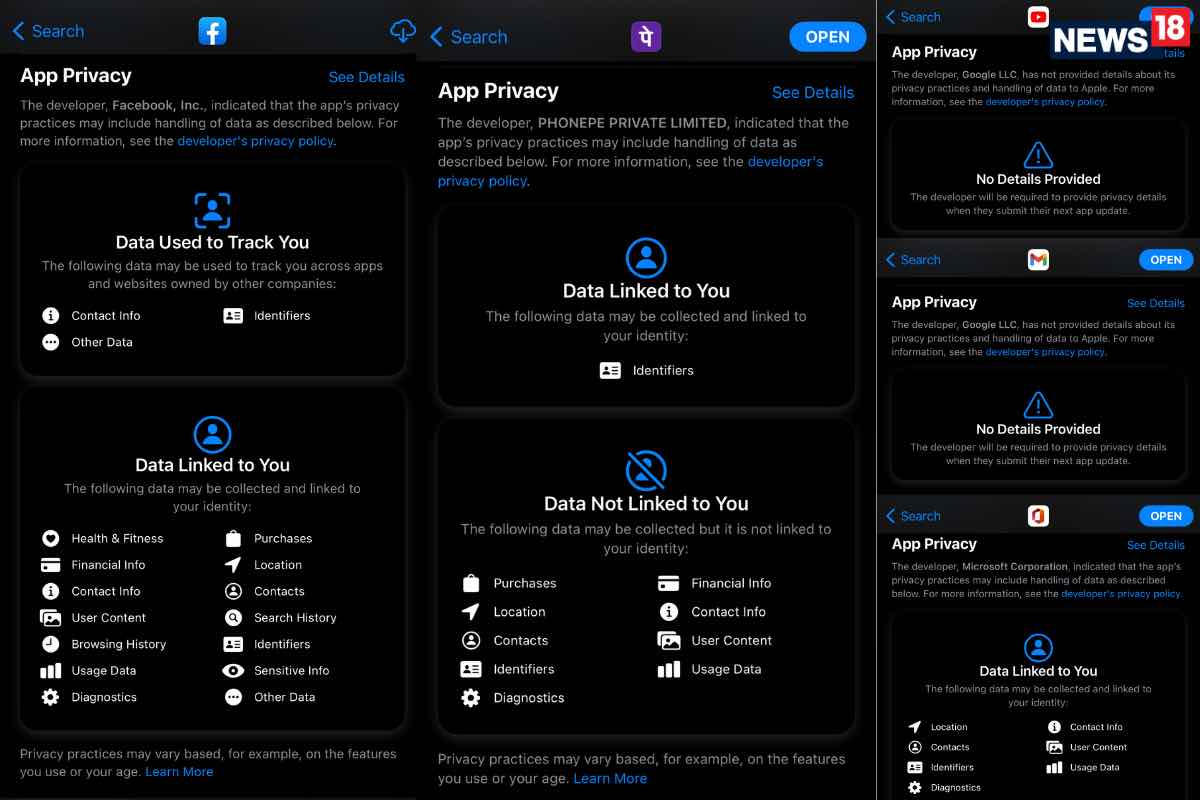 Search
App Privacy
See Details
The developer, Facebook, Inc., indicated that the app's privacy
practices may include handling of data as described below. For
more information, see the developer's privacy policy.
Data Used to Track You
The following data may be used to track you across apps
and websites owned by other companies:
Contact Info
Identifiers
Other Data
Data Linked to You
The following data may be collected and linked to
your identity:
Health & Fitness
Purchases
Financial Info
Location
Contact Info
Contacts
User Content
Search History
Browsing History
Identifiers
Usage Data
Sensitive Info
Diagnostics
Other Data
Privacy practices may vary based, for example, on the features
you use or your age. Learn More
Search
पे
OPEN
App Privacy
See Details
The developer, PHONEPE PRIVATE LIMITED, indicated that the
app's privacy practices may include handling of data as
described below. For more information, see the developer's
privacy policy.
Data Linked to You
The following data may be collected and linked to
your identity:
Identifiers
Data Not Linked to You
The following data may be collected but it is not linked to
your identity:
Purchases
Financial Info
Location
Contact Info
Contacts
User Content
Identifiers
Usage Data
Diagnostics
Privacy practices may vary based, for example, on the features
you use or your age. Learn More
Search
NEWS 18
App Privacy
tails
The developer, Google LLC, has not provided details about its
privacy practices and handling of data to Apple. For more
information, see the developer's privacy policy.
No Details Provided
The developer will be required to provide privacy details
when they submit their next app update.
Search
OPEN
App Privacy
See Details
The developer, Google LLC, has not provided details about its
privacy practices and handling of data to Apple. For more
information, see the developer's privacy policy.
No Details Provided
The developer will be required to provide privacy details
when they submit their next app update.
Search
OPEN
App Privacy
See Details
The developer, Microsoft Corporation, indicated that the app's
privacy practices may include handling of data as described
below. For more information, see the developer's privacy policy.
Data Linked to You
The following data may be collected and linked to
your identity:
Location
Contact Info
Contacts
User Content
Identifiers
Usage Data
Diagnostics